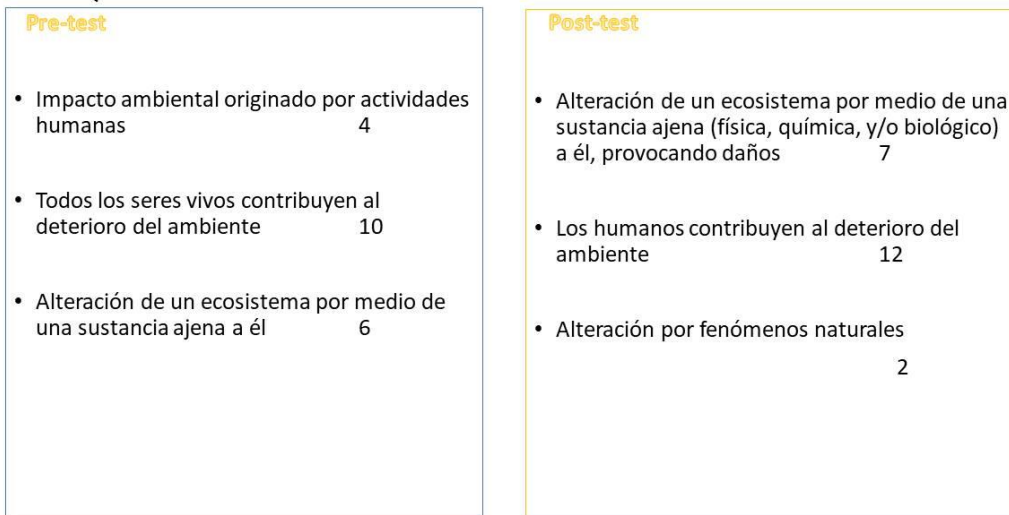 Pre-test
• Impacto ambiental originado por actividades
humanas 4
• Todos los seres vivos contribuyen al
deterioro del ambiente 10
• Alteración de un ecosistema por medio de
una sustancia ajena a él 6
Post-test
• Alteración de un ecosistema por medio de una
sustancia ajena (física, química, y/o biológico)
a él, provocando daños 7
• Los humanos contribuyen al deterioro del
ambiente 12
• Alteración por fenómenos naturales
2